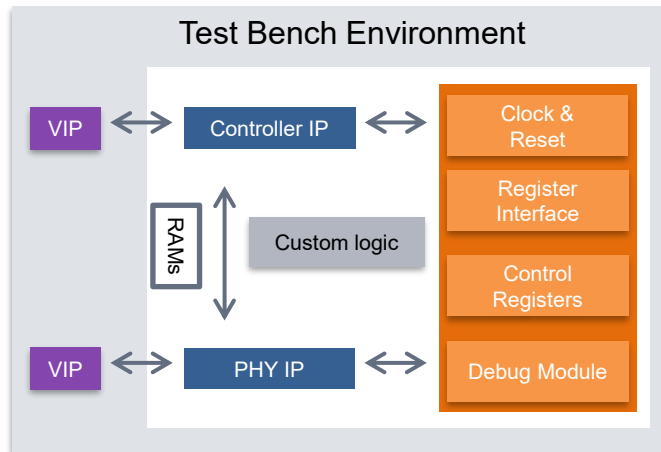 Test Bench Environment
VIP
Controller IP
Clock &
Reset
Register
Interface
RAMs
Custom logic
Control
Registers
VIP
PHY IP
Debug Module